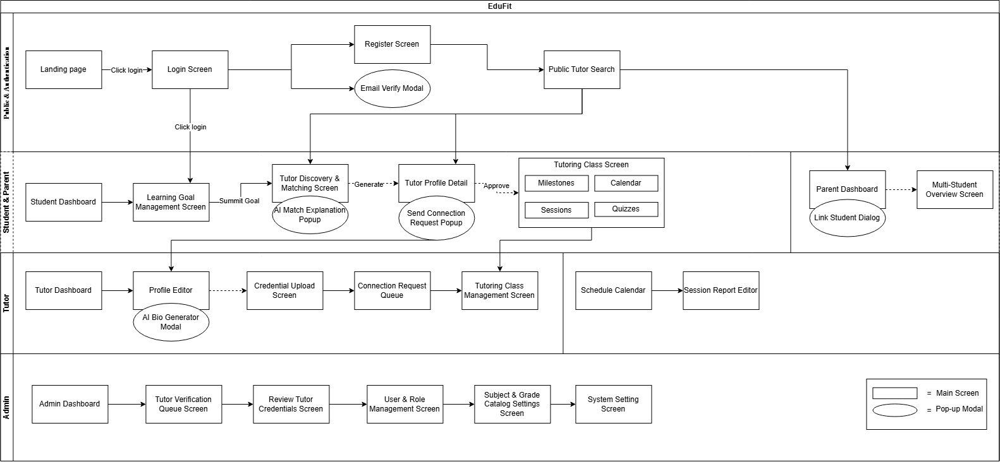 EduFit
Public & Authentication
Landing page
Click login
Login Screen
Register Screen
Email Verify Modal
Public Tutor Search
Click login
Student & Parent
Student Dashboard
Learning Goal
Management Screen
Summit Goal
Tutor Discovery &
Matching Screen
AI Match Explanation
Popup
Generate
Tutor Profile Detail
Send Connection
Request Popup
Approve
Tutoring Class Screen
Milestones
Calendar
Sessions
Quizzes
Parent Dashboard
Link Student Dialog
Multi-Student
Overview Screen
Tutor
Tutor Dashboard
Profile Editor
AI Bio Generator
Modal
Credential Upload
Screen
Connection Request
Queue
Tutoring Class
Management Screen
Schedule Calendar
Session Report Editor
Admin
Admin Dashboard
Tutor Verification
Queue Screen
Review Tutor
Credentials Screen
User & Role
Management Screen
Subject & Grade
Catalog Settings
Screen
System Setting
Screen
= Main Screen
= Pop-up Modal